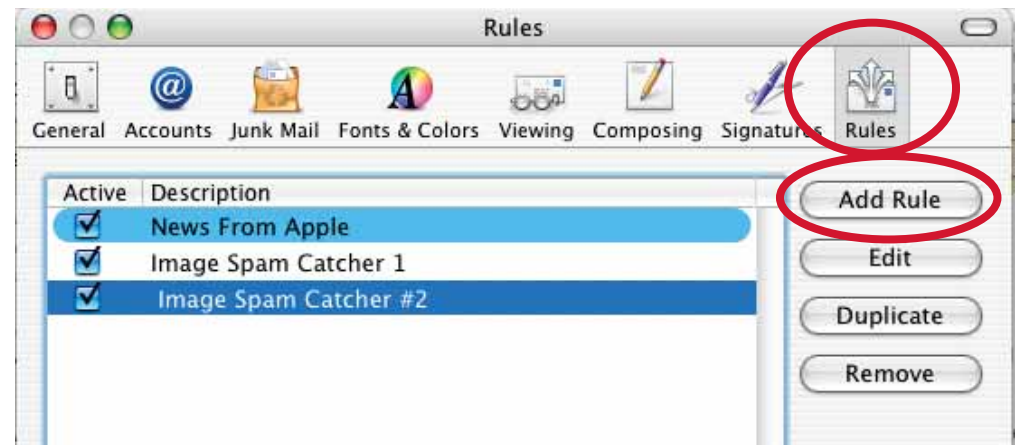 Rules
General Accounts Junk Mail Fonts & Colors Viewing Composing Signatures Rules
Active Description
News From Apple
Image Spam Catcher 1
Image Spam Catcher #2
Add Rule
Edit
Duplicate
Remove